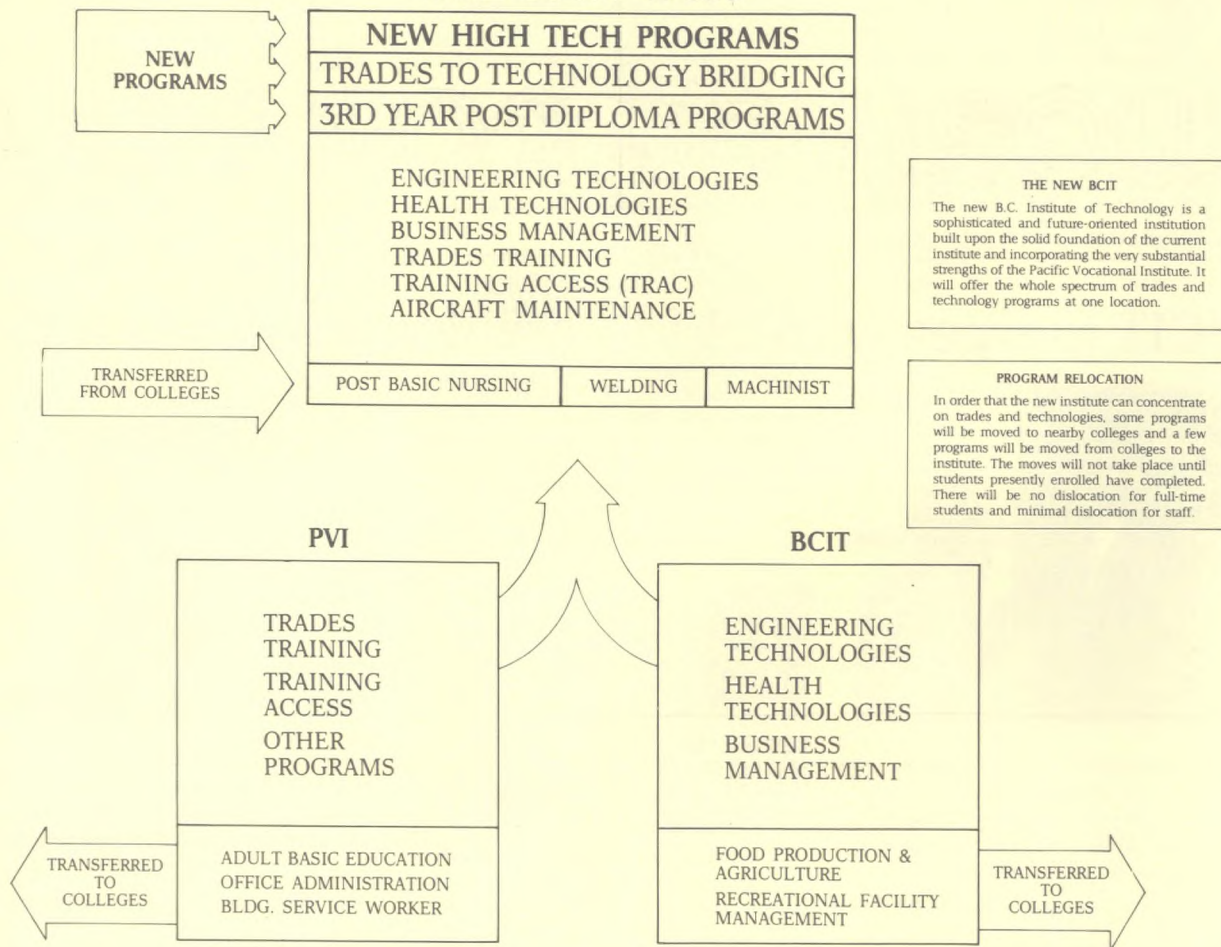 NEW
PROGRAMS
NEW HIGH TECH PROGRAMS
TRADES TO TECHNOLOGY BRIDGING
3RD YEAR POST DIPLOMA PROGRAMS
ENGINEERING TECHNOLOGIES
HEALTH TECHNOLOGIES
BUSINESS MANAGEMENT
TRADES TRAINING
TRAINING ACCESS (TRAC)
AIRCRAFT MAINTENANCE
TRANSFERRED
FROM COLLEGES
POST BASIC NURSING
WELDING
MACHINIST
THE NEW BCIT
The new B.C. Institute of Technology is a
sophisticated and future-oriented institution
built upon the solid foundation of the current
institute and incorporating the very substantial
strengths of the Pacific Vocational Institute. It
will offer the whole spectrum of trades and
technology programs at one location.
PROGRAM RELOCATION
In order that the new institute can concentrate
on trades and technologies, some programs
will be moved to nearby colleges and a few
programs will be moved from colleges to the
institute. The moves will not take place until
students presently enrolled have completed.
There will be no dislocation for full-time
students and minimal dislocation for staff.
PVI
TRADES
TRAINING
TRAINING
ACCESS
OTHER
PROGRAMS
TRANSFERRED
TO
COLLEGES
ADULT BASIC EDUCATION
OFFICE ADMINISTRATION
BLDG. SERVICE WORKER
BCIT
ENGINEERING
TECHNOLOGIES
HEALTH
TECHNOLOGIES
BUSINESS
MANAGEMENT
FOOD PRODUCTION &
AGRICULTURE
RECREATIONAL FACILITY
MANAGEMENT
TRANSFERRED
TO
COLLEGES